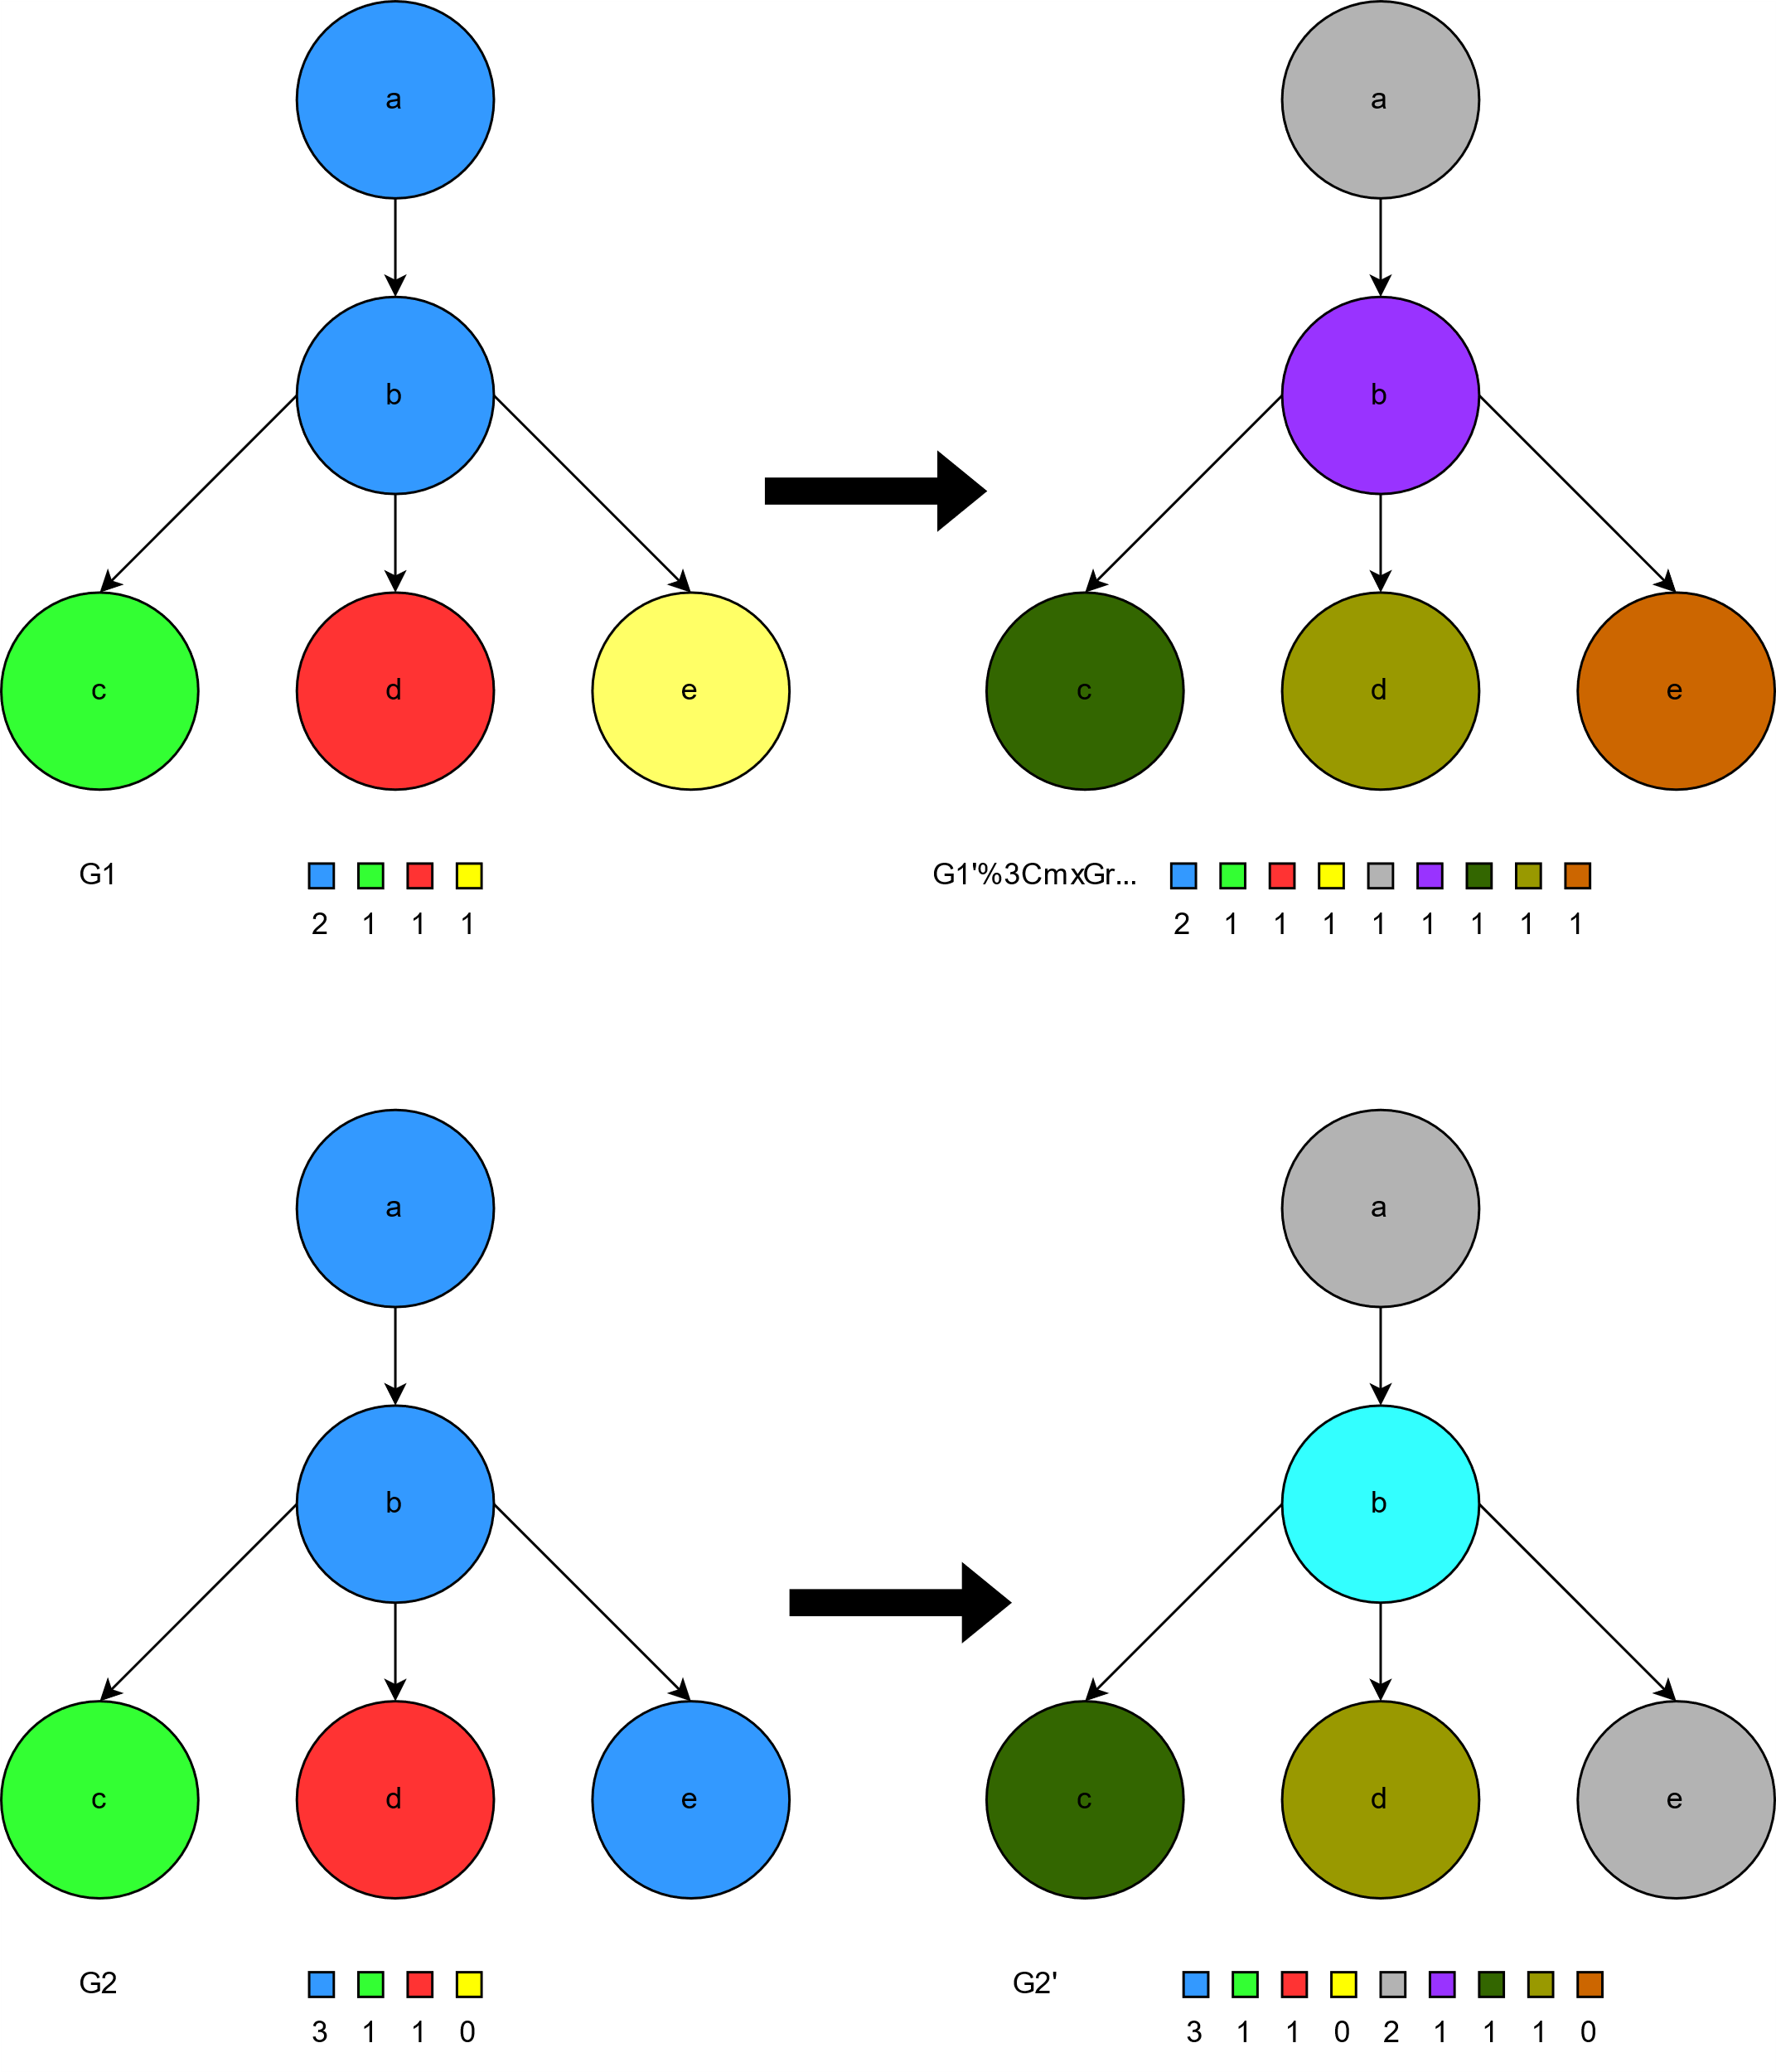 a a
b b
c d e c d e
G1 G1'%3CmxGr...
2 1 1 1 2 1 1 1 1 1 1 1 1
a a
b b
c d e c d e
G2 G2'
3 1 1 0 3 1 1 0 2 1 1 1 0